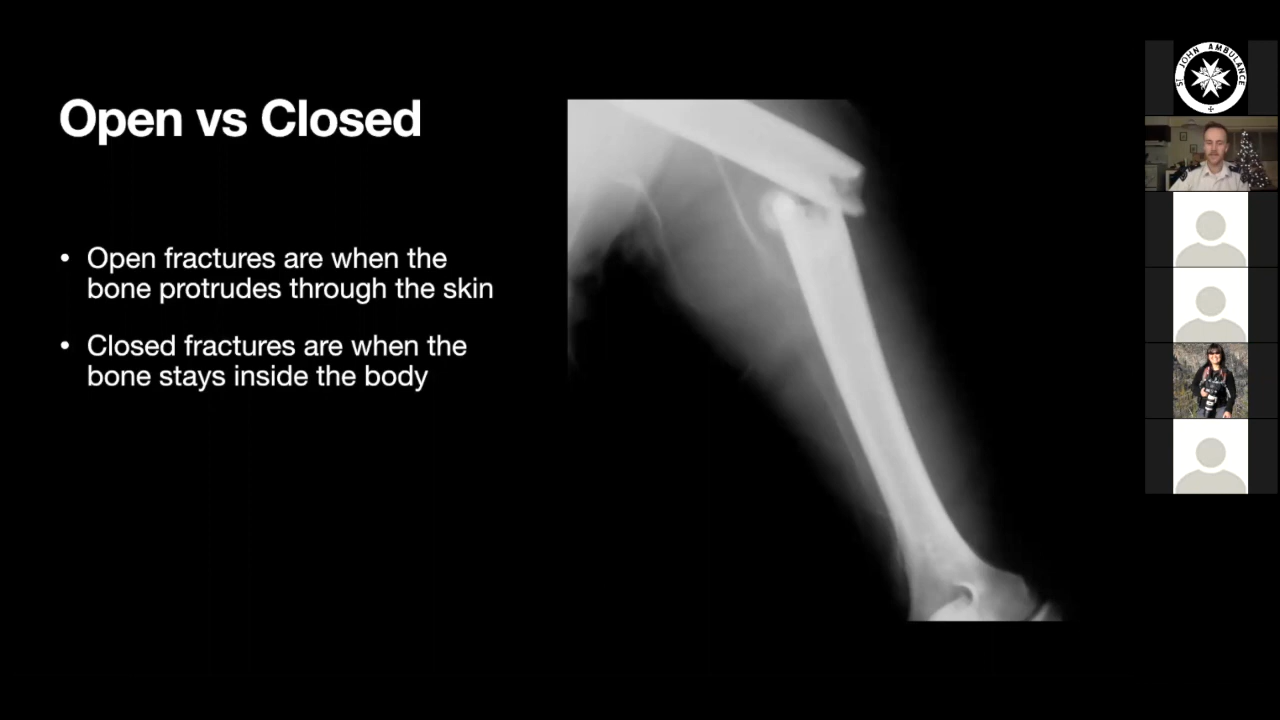 Open vs Closed
• Open fractures are when the
bone protrudes through the skin
• Closed fractures are when the
bone stays inside the body
ST JOHN AMBULANCE